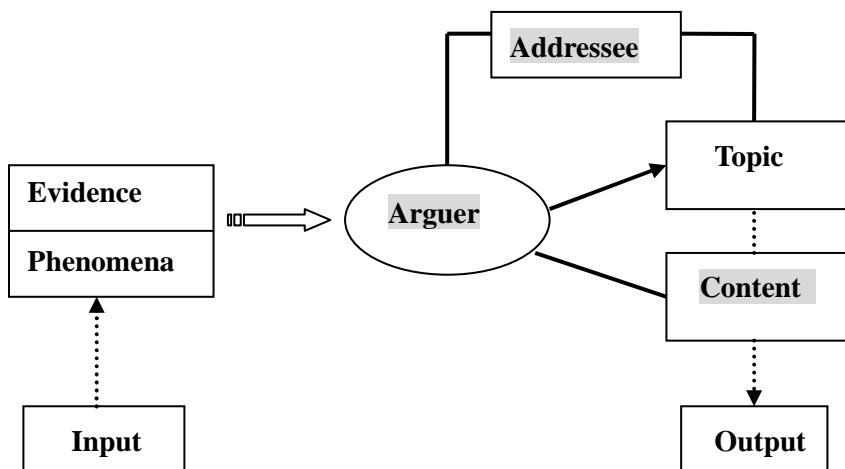 Addressee
Topic
Evidence
Arguer
Phenomena
Content
Input
Output